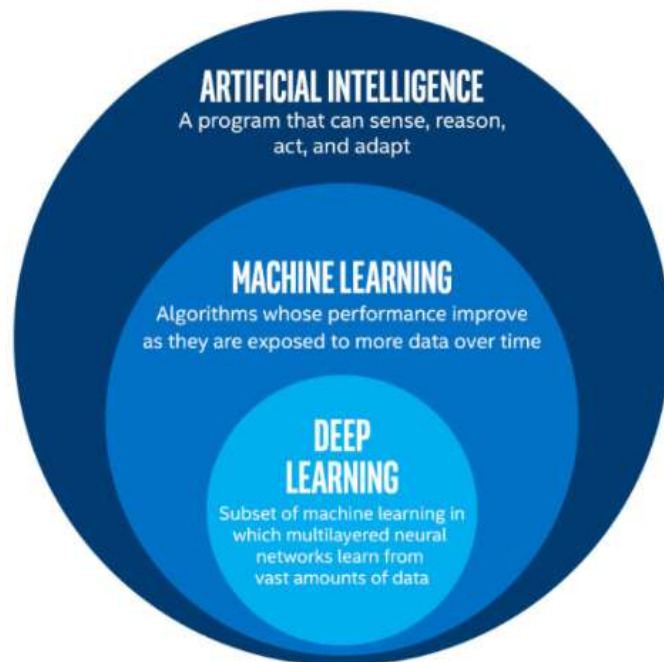 ARTIFICIAL INTELLIGENCE
A program that can sense, reason,
act, and adapt
MACHINE LEARNING
Algorithms whose performance improve
as they are exposed to more data over time
DEEP
LEARNING
Subset of machine learning in
which multilayered neural
networks learn from
vast amounts of data